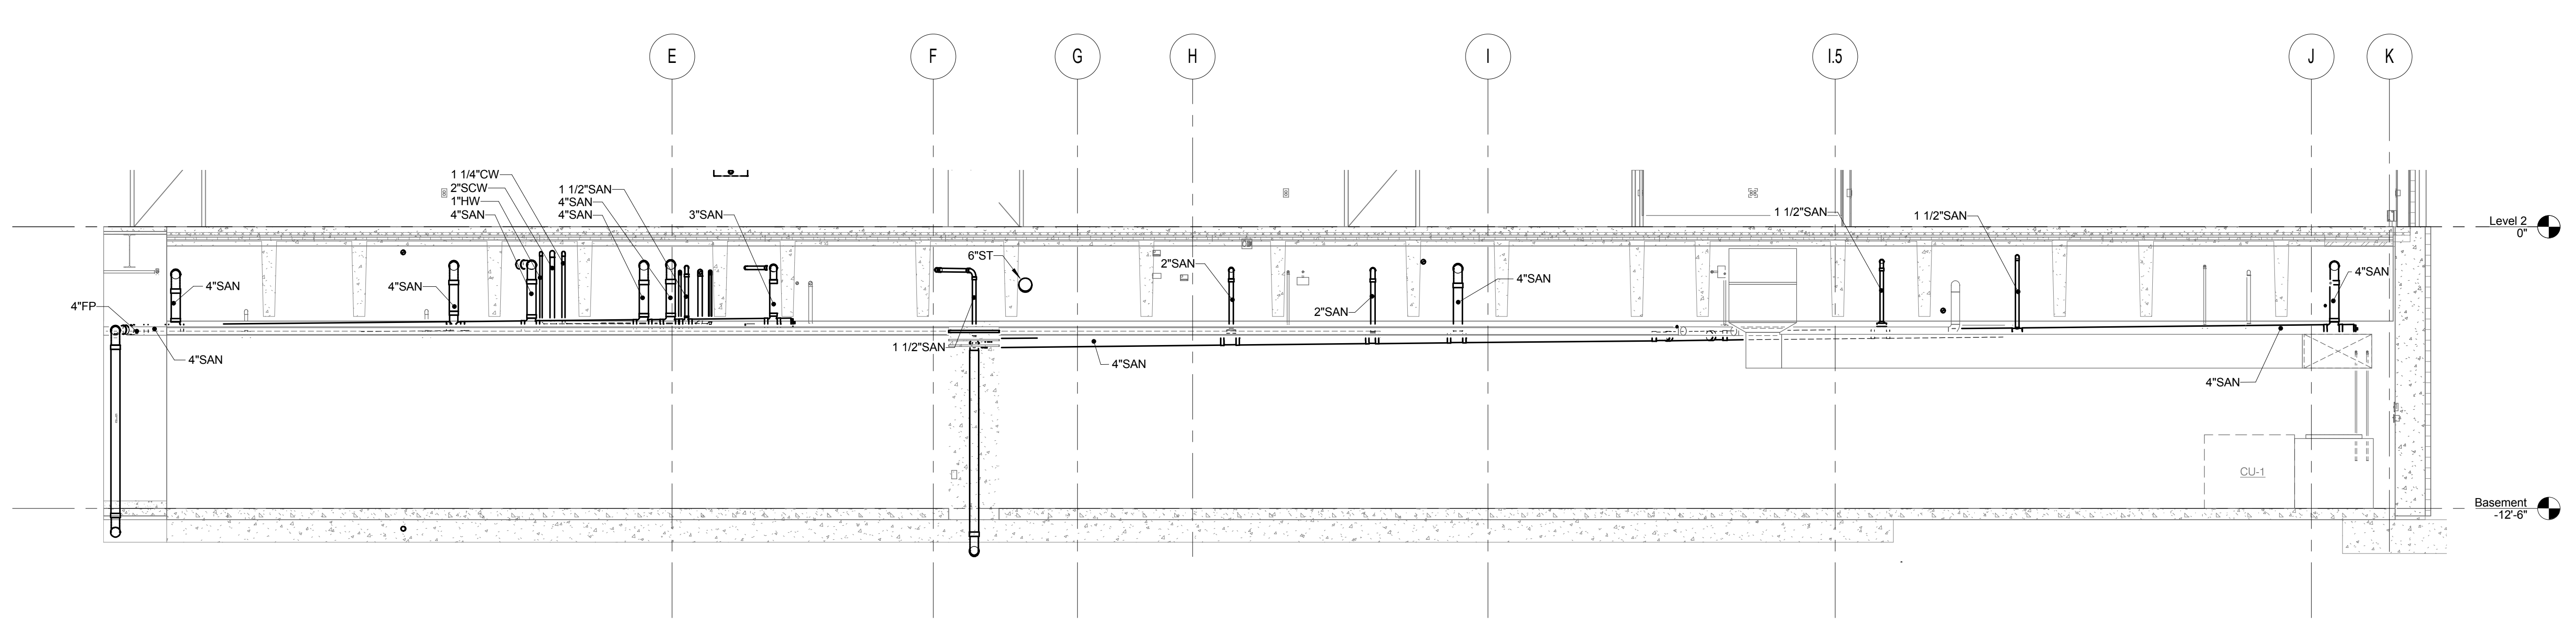 E
F
G
H
I
I.5
J
K
1 1/4"CW
2"SCW
1"HW
4"SAN
1 1/2"SAN
4"SAN
4"SAN
3"SAN
1 1/2"SAN
1 1/2"SAN
Level 2
0"
6"ST
2"SAN
4"SAN
4"SAN
4"SAN
4"SAN
4"FP
2"SAN
4"SAN
1 1/2"SAN
4"SAN
4"SAN
CU-1
Basement
-12'-6"